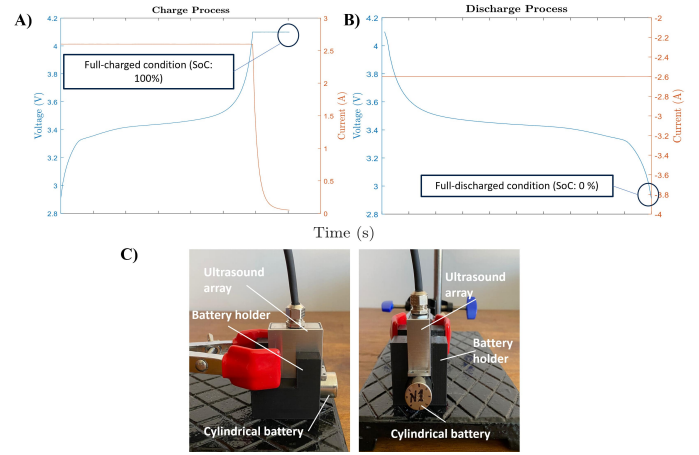 A)
Charge Process
4.2
4
3.8
3.6
3.4
3.2
3
2.8
Voltage (V)
Full-charged condition (SoC:
100%)
3
2.5
2
1.5
1
0.5
0
Current (A)
B)
Discharge Process
4.2
4
3.8
3.6
3.4
3.2
3
2.8
Voltage (V)
Full-discharged condition (SoC: 0 %)
-2
-2.2
-2.4
-2.6
-2.8
-3
-3.2
-3.4
-3.6
-3.8
-4
Current (A)
Time (s)
C)
Ultrasound
array
Battery holder
Cylindrical battery
Ultrasound
array
Battery
holder
N1
Cylindrical battery